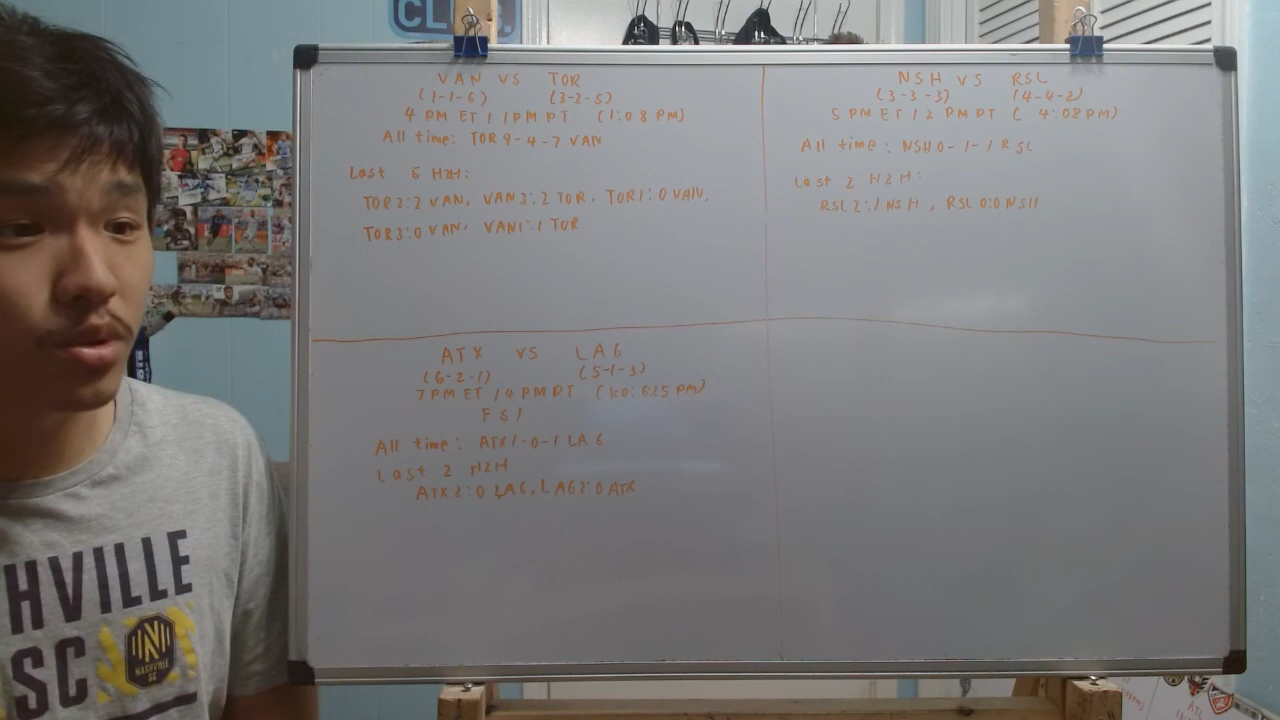 VAN VS TOR
(1-1-6) (3-2-5)
4 PM ET / 1 PM PT (1:08 PM)
All time: TOR 9-4-7 VAN
Last 5 H2H:
TOR 2:2 VAN, VAN 3:2 TOR, TOR 1:0 VAN,
TOR 3:0 VAN, VAN 1:1 TOR
NSH VS RSL
(3-3-3) (4-4-2)
5 PM ET / 2 PM PT ( 4:08 PM)
All time: NSH 0-1-1 RSL
Last 2 H2H:
RSL 2:1 NSH, RSL 0:0 NSH
ATX VS LAG
(6-2-1) (5-1-3)
7 PM ET / 4 PM PT (ko: 6:25 PM)
FS1
All time: ATX 1-0-1 LAG
Last 2 H2H
ATX 2:0 LAG, LAG 2:0 ATX
HVILLE
SC
N
NASHVILLE
SC